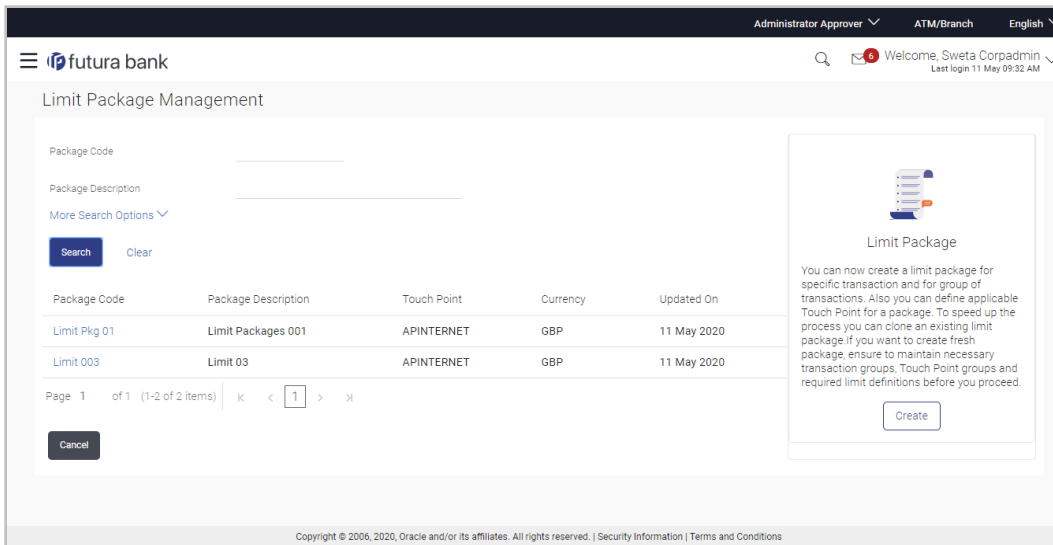 Administrator Approver ATM/Branch English
futura bank 6 Welcome, Sweta Corpadmin
Last login 11 May 09:32 AM
Limit Package Management
Package Code
Package Description
More Search Options
Search Clear
Package Code Package Description Touch Point Currency Updated On
Limit Pkg 01 Limit Packages 001 APINTERNET GBP 11 May 2020
Limit 003 Limit 03 APINTERNET GBP 11 May 2020
Page 1 of 1 (1-2 of 2 items) 1
Cancel
Limit Package
You can now create a limit package for
specific transaction and for group of
transactions. Also you can define applicable
Touch Point for a package. To speed up the
process you can clone an existing limit
package.If you want to create fresh
package, ensure to maintain necessary
transaction groups, Touch Point groups and
required limit definitions before you proceed.
Create
Copyright © 2006, 2020, Oracle and/or its affiliates. All rights reserved. | Security Information | Terms and Conditions